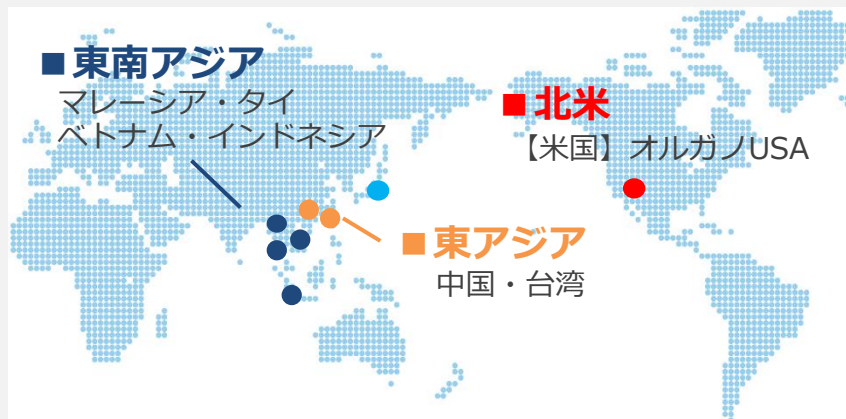 ■東南アジア
マレーシア・タイ
ベトナム・インドネシア
■北米
【米国】オルガノUSA
■東アジア
中国・台湾